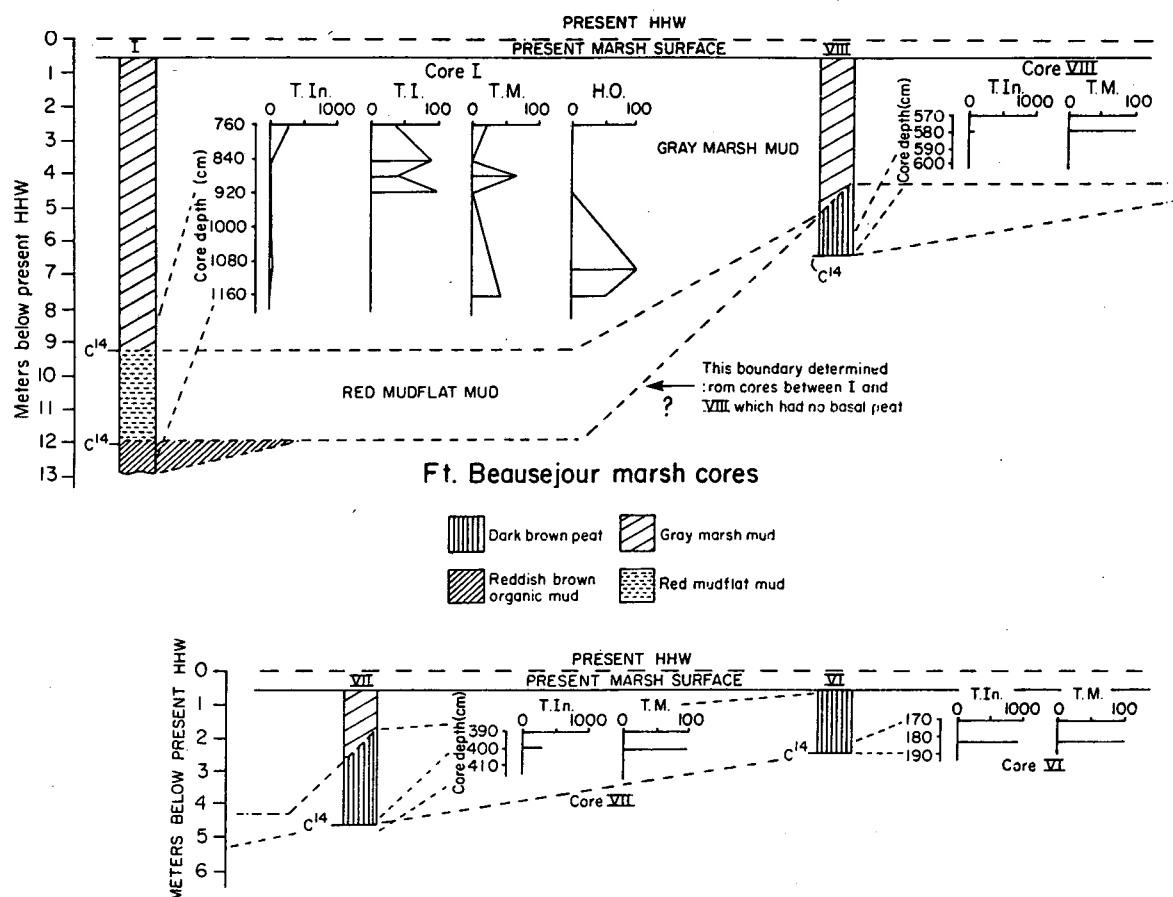 PRESENT HHW
PRESENT MARSH SURFACE
I
VIII
Core I
Core VIII
T. In.
T. I.
T. M.
H.O.
0 1000
0 100
0 100
0 100
760
840
920
1000
1080
1160
Core depth (cm)
GRAY MARSH MUD
T. In.
T. M.
0 1000
0 100
570
580
590
600
Core depth(cm)
Meters below present HHW
0
1
2
3
4
5
6
7
8
9
10
11
12
13
C14
C14
C14
RED MUDFLAT MUD
?
This boundary determined
rom cores between I and
VIII which had no basal peat
Ft. Beausejour marsh cores
Dark brown peat
Gray marsh mud
Reddish brown
organic mud
Red mudflat mud
PRESENT HHW
PRESENT MARSH SURFACE
VII
VI
METERS BELOW PRESENT HHW
0
1
2
3
4
5
6
T.In.
T. M.
0 1000
0 100
390
400
410
Core depth(cm)
Core VII
C14
C14
T.In.
T. M.
0 1000
0 100
170
180
190
Core VI